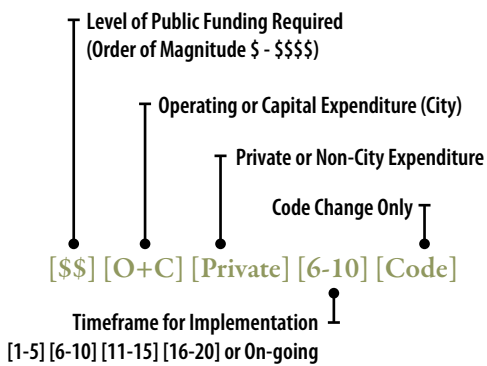 Level of Public Funding Required
(Order of Magnitude $ - $$$$)
Operating or Capital Expenditure (City)
Private or Non-City Expenditure
Code Change Only
[$$] [O+C] [Private] [6-10] [Code]
Timeframe for Implementation
[1-5] [6-10] [11-15] [16-20] or On-going